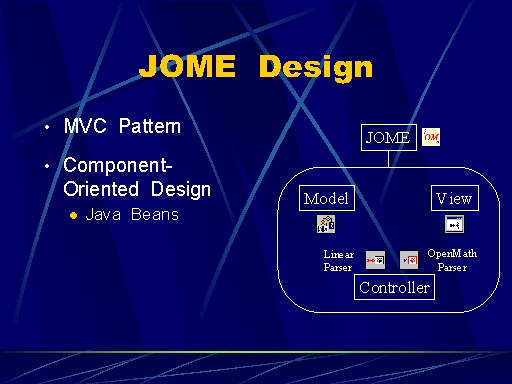 JOME Design
• MVC Pattern
• Component-
Oriented Design
• Java Beans
JOME
OM
Model
View
Linear
Parser
OpenMath
Parser
Controller